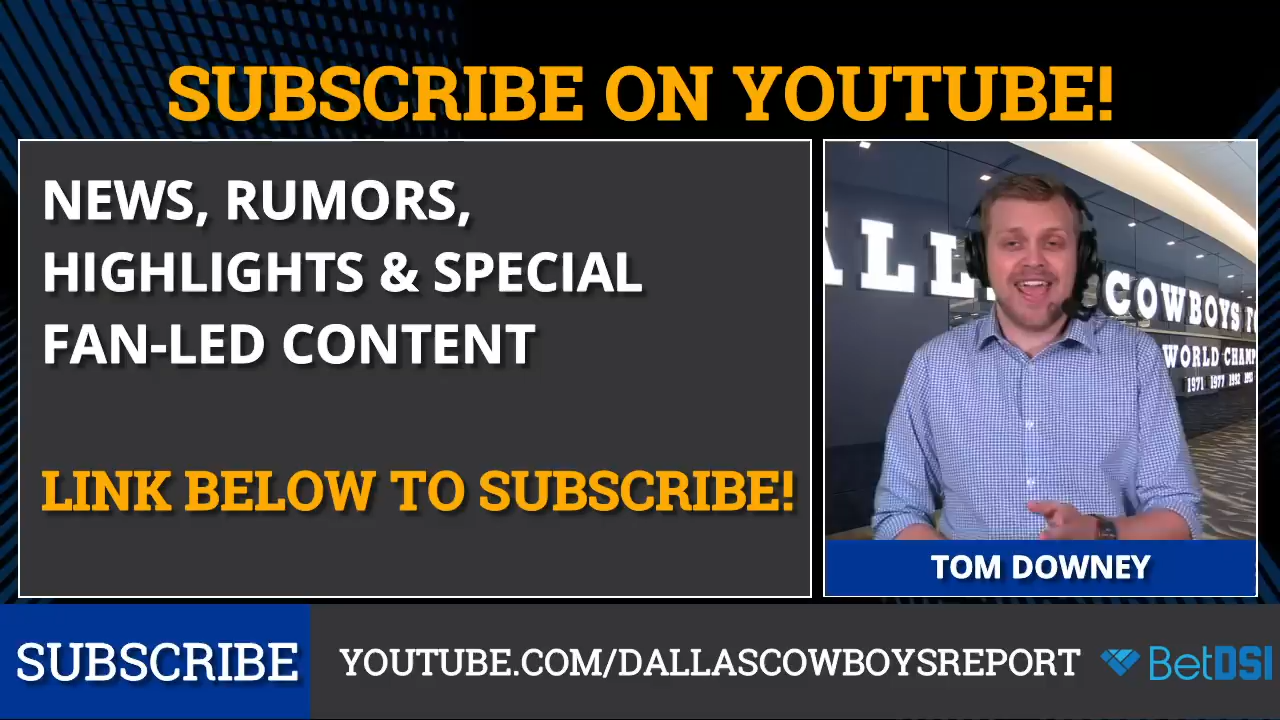 SUBSCRIBE ON YOUTUBE!
NEWS, RUMORS,
HIGHLIGHTS & SPECIAL
FAN-LED CONTENT
LINK BELOW TO SUBSCRIBE!
COWBOYS
WORLD
1971 1977 1992
TOM DOWNEY
SUBSCRIBE
YOUTUBE.COM/DALLASCOWBOYSREPORT
BetDSI